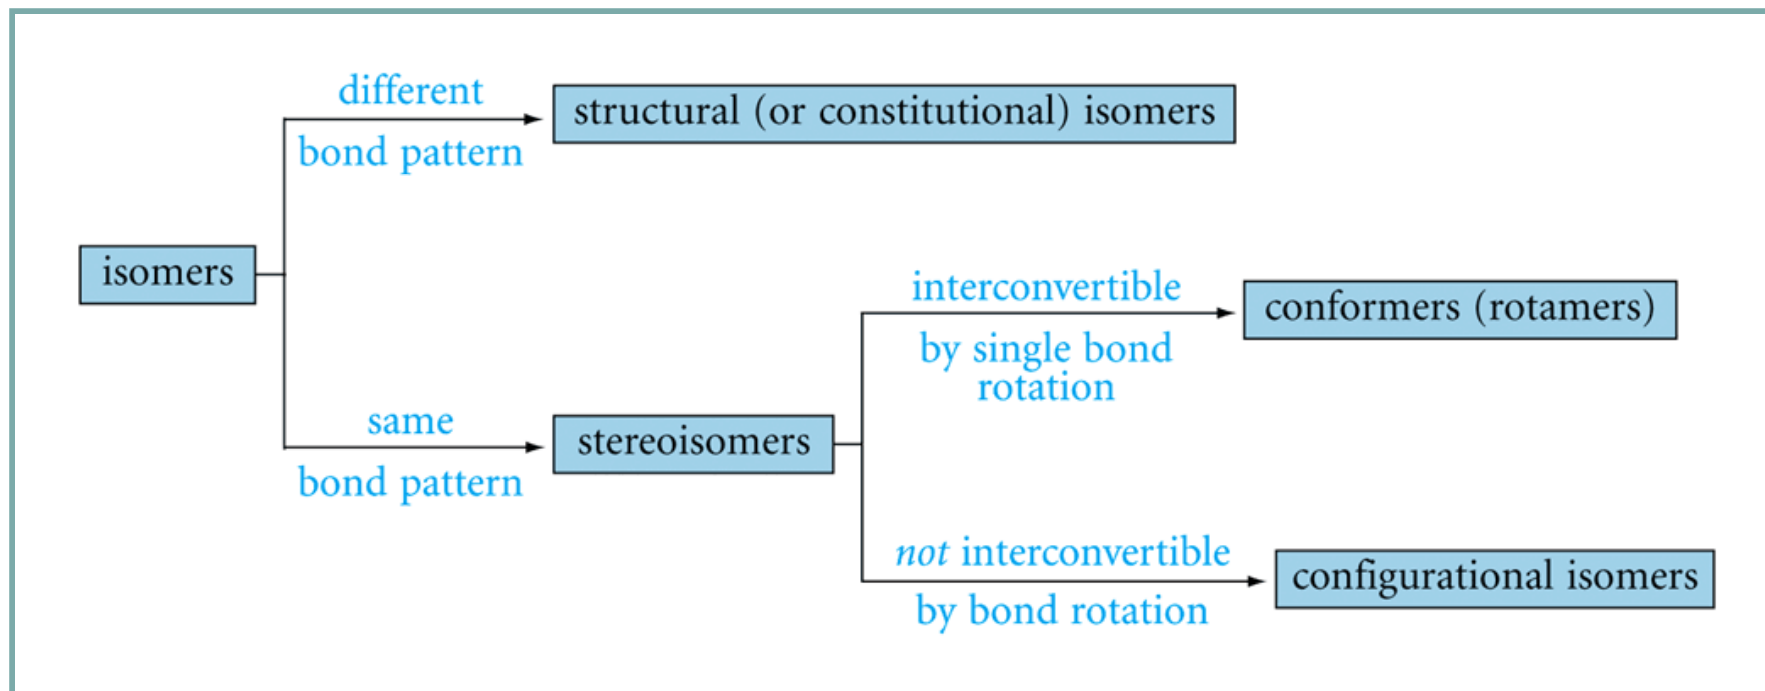 different
bond pattern
structural (or constitutional) isomers
isomers
same
bond pattern
stereoisomers
interconvertible
by single bond
rotation
conformers (rotamers)
not interconvertible
by bond rotation
configurational isomers